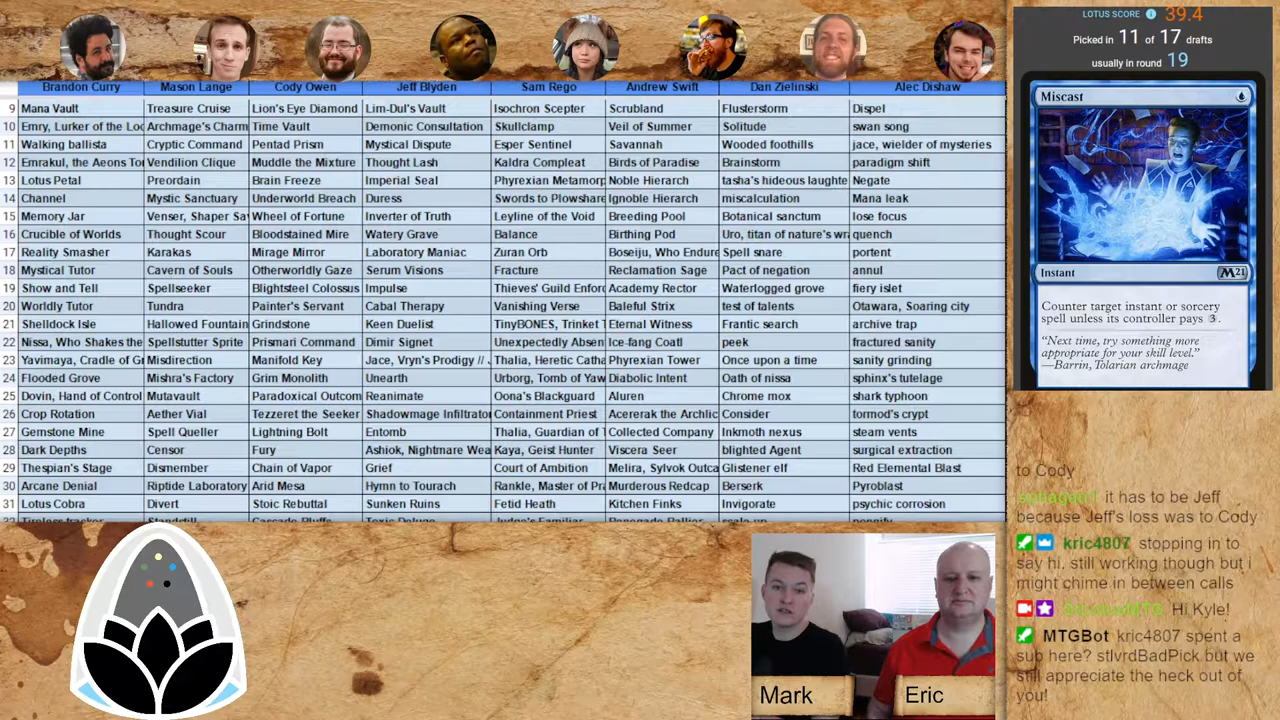 Brandon Curry Mason Lange Cody Owen Jeff Blyden Sam Rego Andrew Swift Dan Zielinski Alec Dishaw
9 Mana Vault Treasure Cruise Lion's Eye Diamond Lim-Dul's Vault Isochron Scepter Scrubland Flusterstorm Dispel
10 Emry, Lurker of the Loc Archmage's Charm Time Vault Demonic Consultation Skullclamp Veil of Summer Solitude swan song
11 Walking ballista Cryptic Command Pentad Prism Mystical Dispute Esper Sentinel Savannah Wooded foothills jace, wielder of mysteries
12 Emrakul, the Aeons Tor Vendilion Clique Muddle the Mixture Thought Lash Kaldra Compleat Birds of Paradise Brainstorm paradigm shift
13 Lotus Petal Preordain Brain Freeze Imperial Seal Phyrexian Metamorp Noble Hierarch tasha's hideous laughte Negate
14 Channel Mystic Sanctuary Underworld Breach Duress Swords to Plowshare Ignoble Hierarch miscalculation Mana leak
15 Memory Jar Venser, Shaper Sav Wheel of Fortune Inverter of Truth Leyline of the Void Breeding Pool Botanical sanctum lose focus
16 Crucible of Worlds Thought Scour Bloodstained Mire Watery Grave Balance Birthing Pod Uro, titan of nature's wra quench
17 Reality Smasher Karakas Mirage Mirror Laboratory Maniac Zuran Orb Boseiju, Who Endure Spell snare portent
18 Mystical Tutor Cavern of Souls Otherworldly Gaze Serum Visions Fracture Reclamation Sage Pact of negation annul
19 Show and Tell Spellseeker Blightsteel Colossus Impulse Thieves' Guild Enforc Academy Rector Waterlogged grove fiery islet
20 Worldly Tutor Tundra Painter's Servant Cabal Therapy Vanishing Verse Baleful Strix test of talents Otawara, Soaring city
21 Shelldock Isle Hallowed Fountain Grindstone Keen Duelist TinyBONES, Trinket T Eternal Witness Frantic search archive trap
22 Nissa, Who Shakes the Spellstutter Sprite Prismari Command Dimir Signet Unexpectedly Absen Ice-fang Coatl peek fractured sanity
23 Yavimaya, Cradle of G Misdirection Manifold Key Jace, Vryn's Prodigy // J Thalia, Heretic Catha Phyrexian Tower Once upon a time sanity grinding
24 Flooded Grove Mishra's Factory Grim Monolith Unearth Urborg, Tomb of Yaw Diabolic Intent Oath of nissa sphinx's tutelage
25 Dovin, Hand of Control Mutavault Paradoxical Outcom Reanimate Oona's Blackguard Aluren Chrome mox shark typhoon
26 Crop Rotation Aether Vial Tezzeret the Seeker Shadowmage Infiltrator Containment Priest Acererak the Archlic Consider tormod's crypt
27 Gemstone Mine Spell Queller Lightning Bolt Entomb Thalia, Guardian of T Collected Company Inkmoth nexus steam vents
28 Dark Depths Censor Fury Ashiok, Nightmare Wea Kaya, Geist Hunter Viscera Seer blighted Agent surgical extraction
29 Thespian's Stage Dismember Chain of Vapor Grief Court of Ambition Melira, Sylvok Outca Glistener elf Red Elemental Blast
30 Arcane Denial Riptide Laboratory Arid Mesa Hymn to Tourach Rankle, Master of Pra Murderous Redcap Berserk Pyroblast
31 Lotus Cobra Divert Stoic Rebuttal Sunken Ruins Fetid Heath Kitchen Finks Invigorate psychic corrosion
LOTUS SCORE 39.4
Picked in 11 of 17 drafts
usually in round 19
Miscast
Instant
M21
Counter target instant or sorcery
spell unless its controller pays 3.
"Next time, try something more
appropriate for your skill level."
—Barrin, Tolarian archmage
to Cody
it has to be Jeff
because Jeff's loss was to Cody
kric4807 stopping in to
say hi. still working though but i
might chime in between calls
Hi Kyle!
MTGBot kric4807 spent a
sub here? stlvrdBadPick but we
still appreciate the heck out of
you!
Mark
Eric